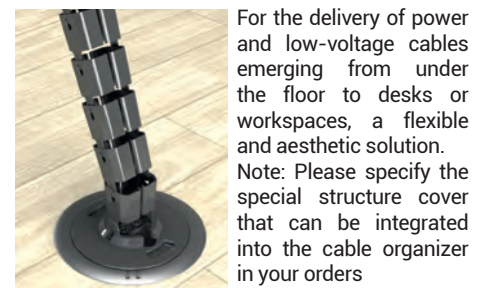 For the delivery of power
and low-voltage cables
emerging from under
the floor to desks or
workspaces, a flexible
and aesthetic solution.
Note: Please specify the
special structure cover
that can be integrated
into the cable organizer
in your orders